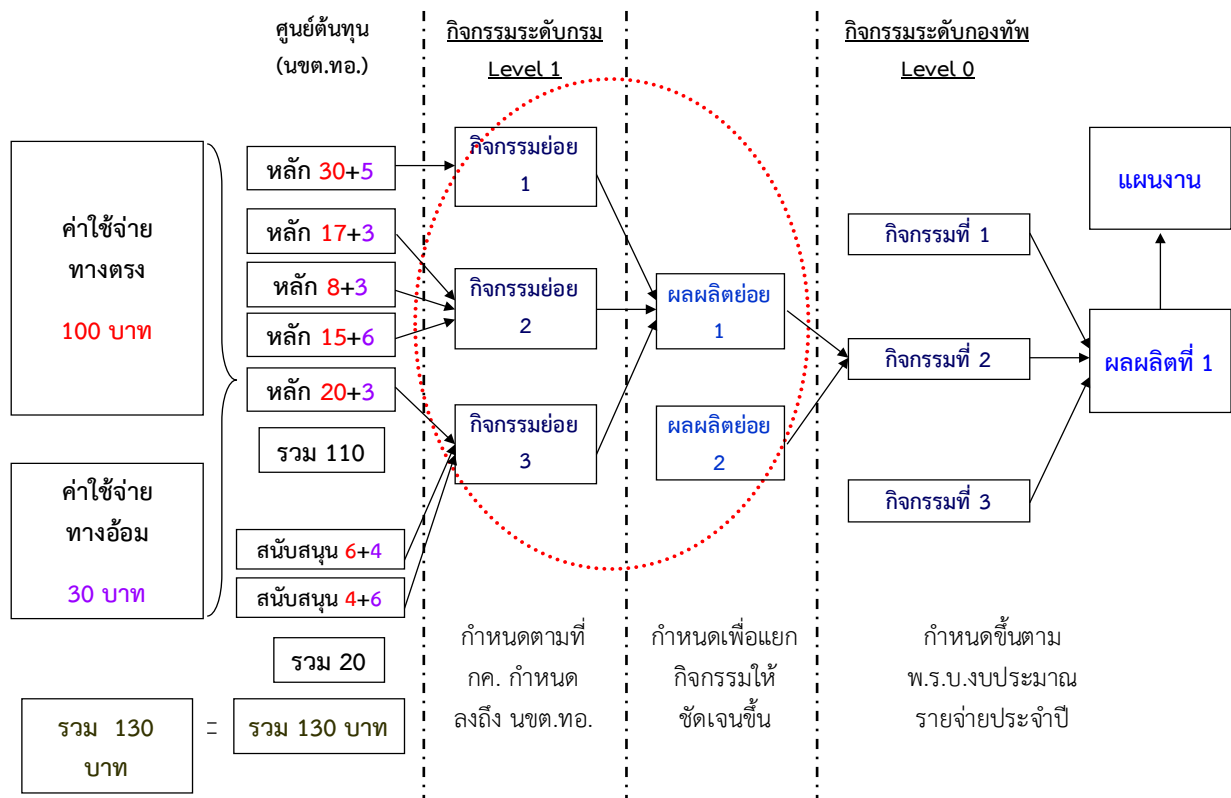 ศูนย์ต้นทุน
(นขต.ทอ.)
กิจกรรมระดับกรม
Level 1
กิจกรรมระดับกองทัพ
Level 0
ค่าใช้จ่าย
ทางตรง
100 บาท
ค่าใช้จ่าย
ทางอ้อม
30 บาท
รวม 130
บาท
=
หลัก 30+5
หลัก 17+3
หลัก 8+3
หลัก 15+6
หลัก 20+3
รวม 110
สนับสนุน 6+4
สนับสนุน 4+6
รวม 20
รวม 130 บาท
กิจกรรมย่อย
1
กิจกรรมย่อย
2
กิจกรรมย่อย
3
กำหนดตามที่
กค. กำหนด
ลงถึง นขต.ทอ.
ผลผลิตย่อย
1
ผลผลิตย่อย
2
กำหนดเพื่อแยก
กิจกรรมให้
ชัดเจนขึ้น
กิจกรรมที่ 1
กิจกรรมที่ 2
กิจกรรมที่ 3
แผนงาน
ผลผลิตที่ 1
กำหนดขึ้นตาม
พ.ร.บ.งบประมาณ
รายจ่ายประจำปี